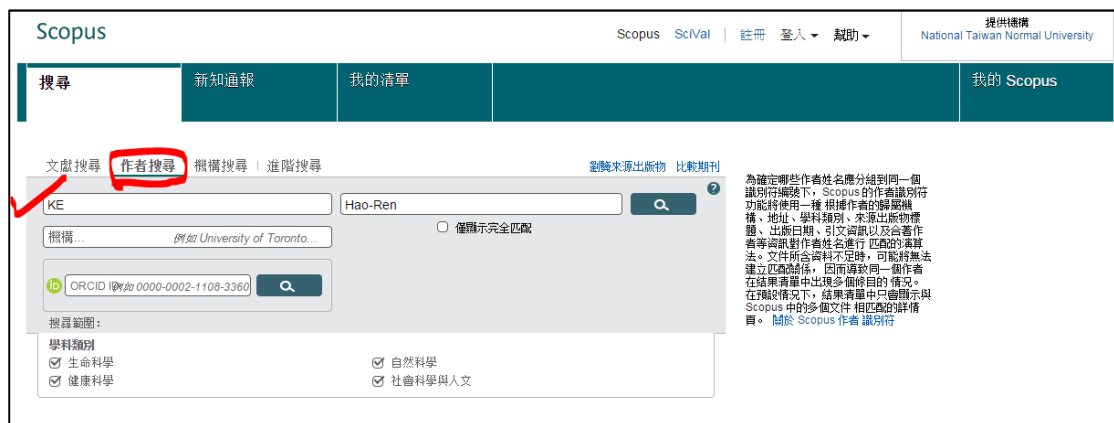 Scopus
Scopus SciVal | 註冊 登入 幫助
提供機構
National Taiwan Normal University
搜尋 新知通報 我的清單 我的 Scopus
文獻搜尋 作者搜尋 機構搜尋 | 進階搜尋 瀏覽來源出版物 比較期刊
KE Hao-Ren
機構... 例如 University of Toronto...
僅顯示完全匹配
ORCID ID 例如 0000-0002-1108-3360
搜尋範圍:
學科類別
生命科學 自然科學
健康科學 社會科學與人文
為確定哪些作者姓名應分組到同一個
識別符編號下, Scopus 的作者識別符
功能將使用一種 根據作者的歸屬機
構、地址、學科類別、來源出版物標
題、出版日期、引文資訊以及合著作
者等資訊對作者姓名進行 匹配的演算
法。文件所含資料不足時,可能將無法
建立匹配關係, 因而導致同一個作者
在結果清單中出現多個條目的 情況。
在預設情況下,結果清單中只會顯示與
Scopus 中的多個文件 相匹配的詳情
頁。 關於 Scopus 作者 識別符